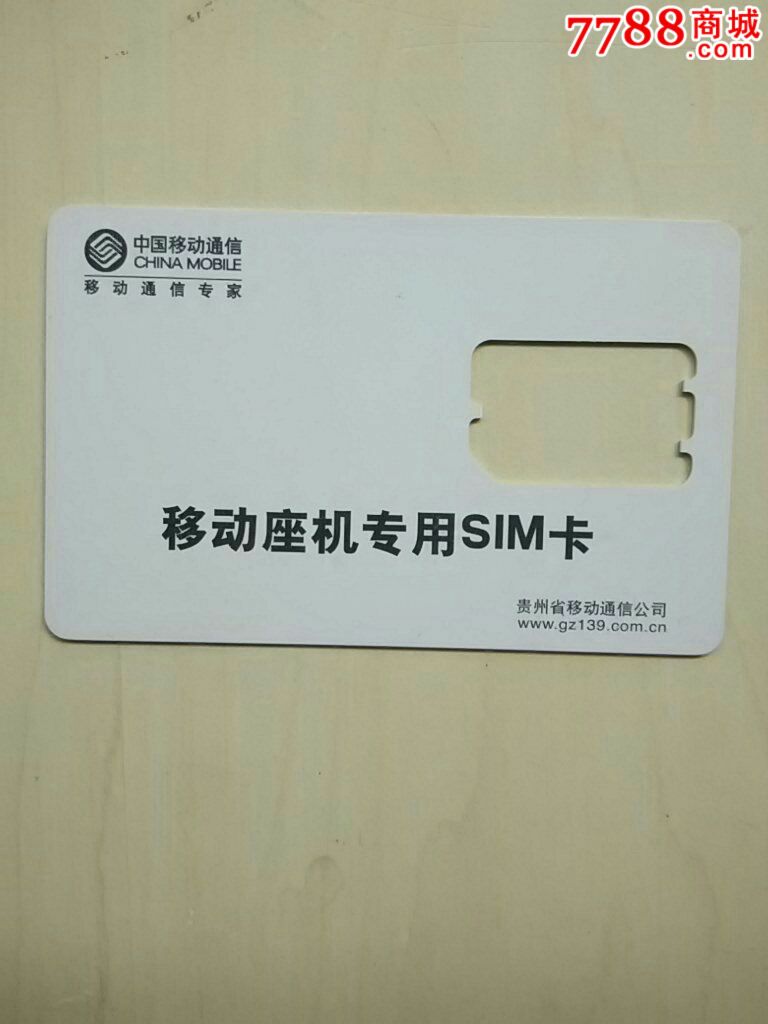 7788商城
.com
中国移动通信
CHINA MOBILE
移动通信专家
移动座机专用SIM卡
贵州省移动通信公司
www.gz139.com.cn